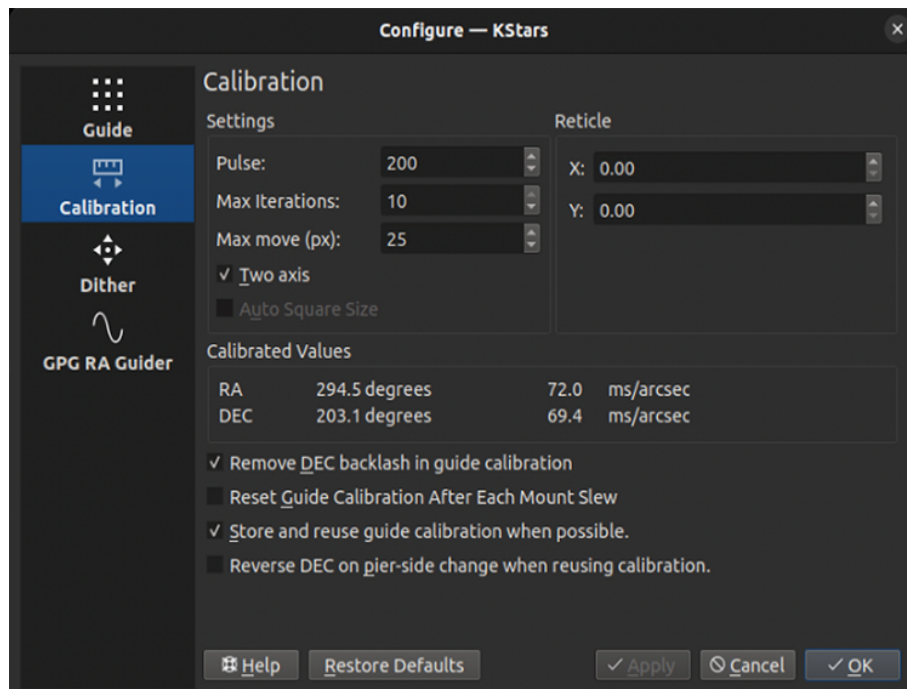 Configure — KStars
Guide
Calibration
Dither
GPG RA Guider
Calibration
Settings
Pulse: 200
Max Iterations: 10
Max move (px): 25
Two axis
Auto Square Size
Reticle
X: 0.00
Y: 0.00
Calibrated Values
RA 294.5 degrees 72.0 ms/arcsec
DEC 203.1 degrees 69.4 ms/arcsec
Remove DEC backlash in guide calibration
Reset Guide Calibration After Each Mount Slew
Store and reuse guide calibration when possible.
Reverse DEC on pier-side change when reusing calibration.
Help Restore Defaults Apply Cancel OK